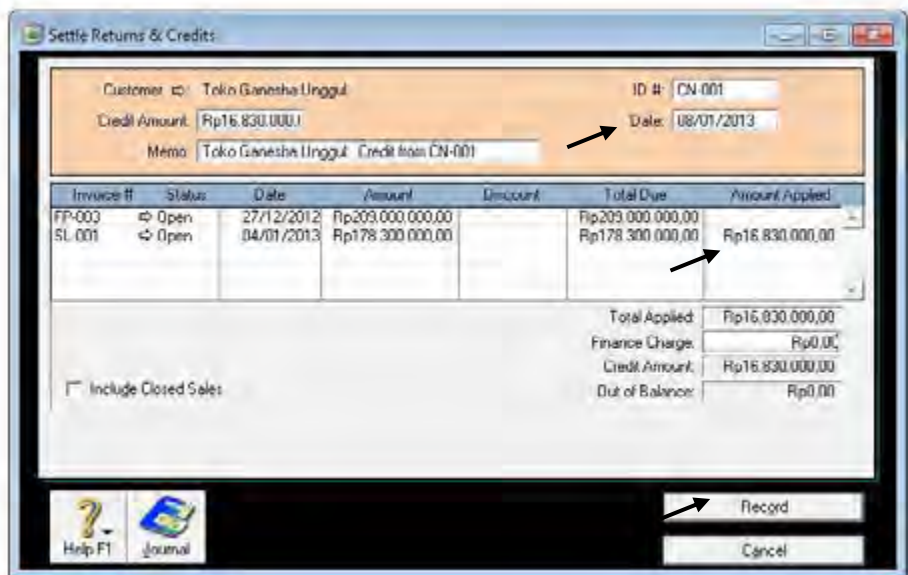 Settle Returns & Credits
Customer ⇨: Toko Ganesha Unggul
ID #: CN-001
Credit Amount: Rp16.830.000,(
Date: 08/01/2013
Memo: Toko Ganesha Unggul: Credit from CN-001
Invoice # Status Date Amount Discount Total Due Amount Applied
FP-003 ⇨ Open 27/12/2012 Rp209.000.000,00 Rp209.000.000,00
SL-001 ⇨ Open 04/01/2013 Rp178.300.000,00 Rp178.300.000,00 Rp16.830.000,00
Total Applied: Rp16.830.000,00
Finance Charge: Rp0,00
Credit Amount: Rp16.830.000,00
Include Closed Sales
Out of Balance: Rp0,00
Help F1
Journal
Record
Cancel